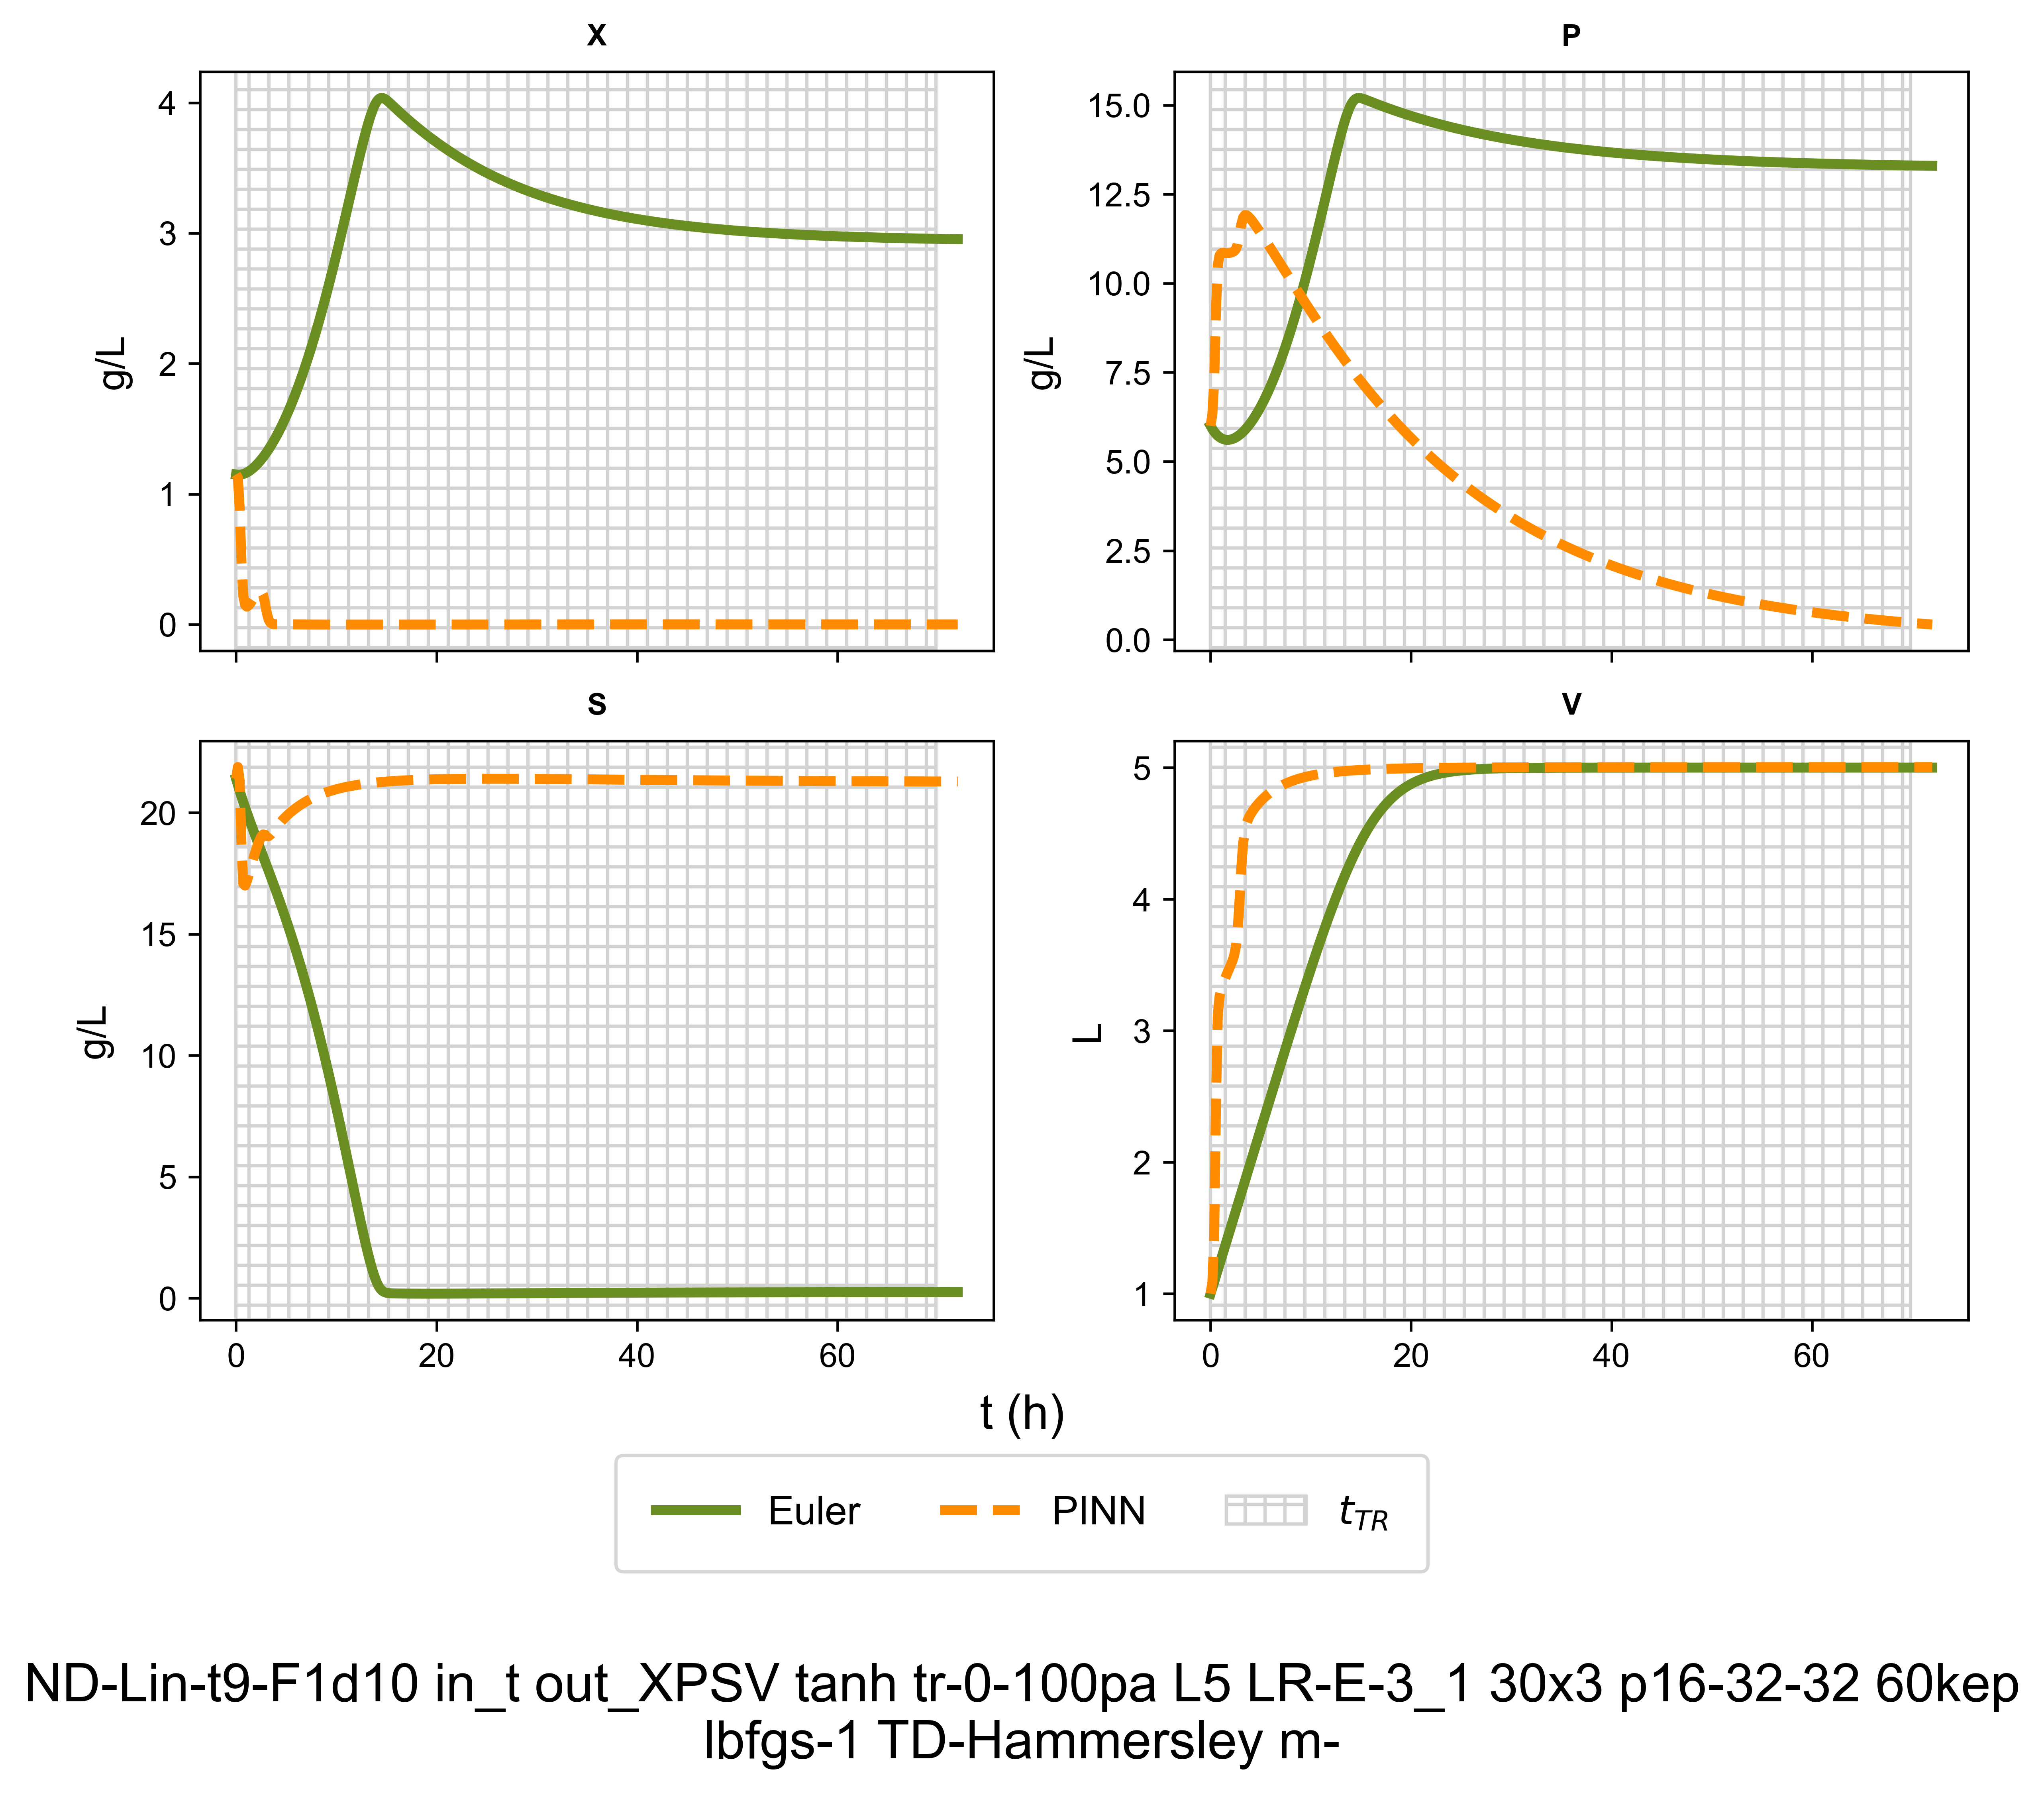 X
4
3
2
1
0
g/L
P
15.0
12.5
10.0
7.5
5.0
2.5
0.0
g/L
S
20
15
10
5
0
g/L
0 20 40 60
V
5
4
3
2
1
L
0 20 40 60
t (h)
Euler PINN t_TR
ND-Lin-t9-F1d10 in_t out_XPSV tanh tr-0-100pa L5 LR-E-3_1 30x3 p16-32-32 60kep
lbfgs-1 TD-Hammersley m-